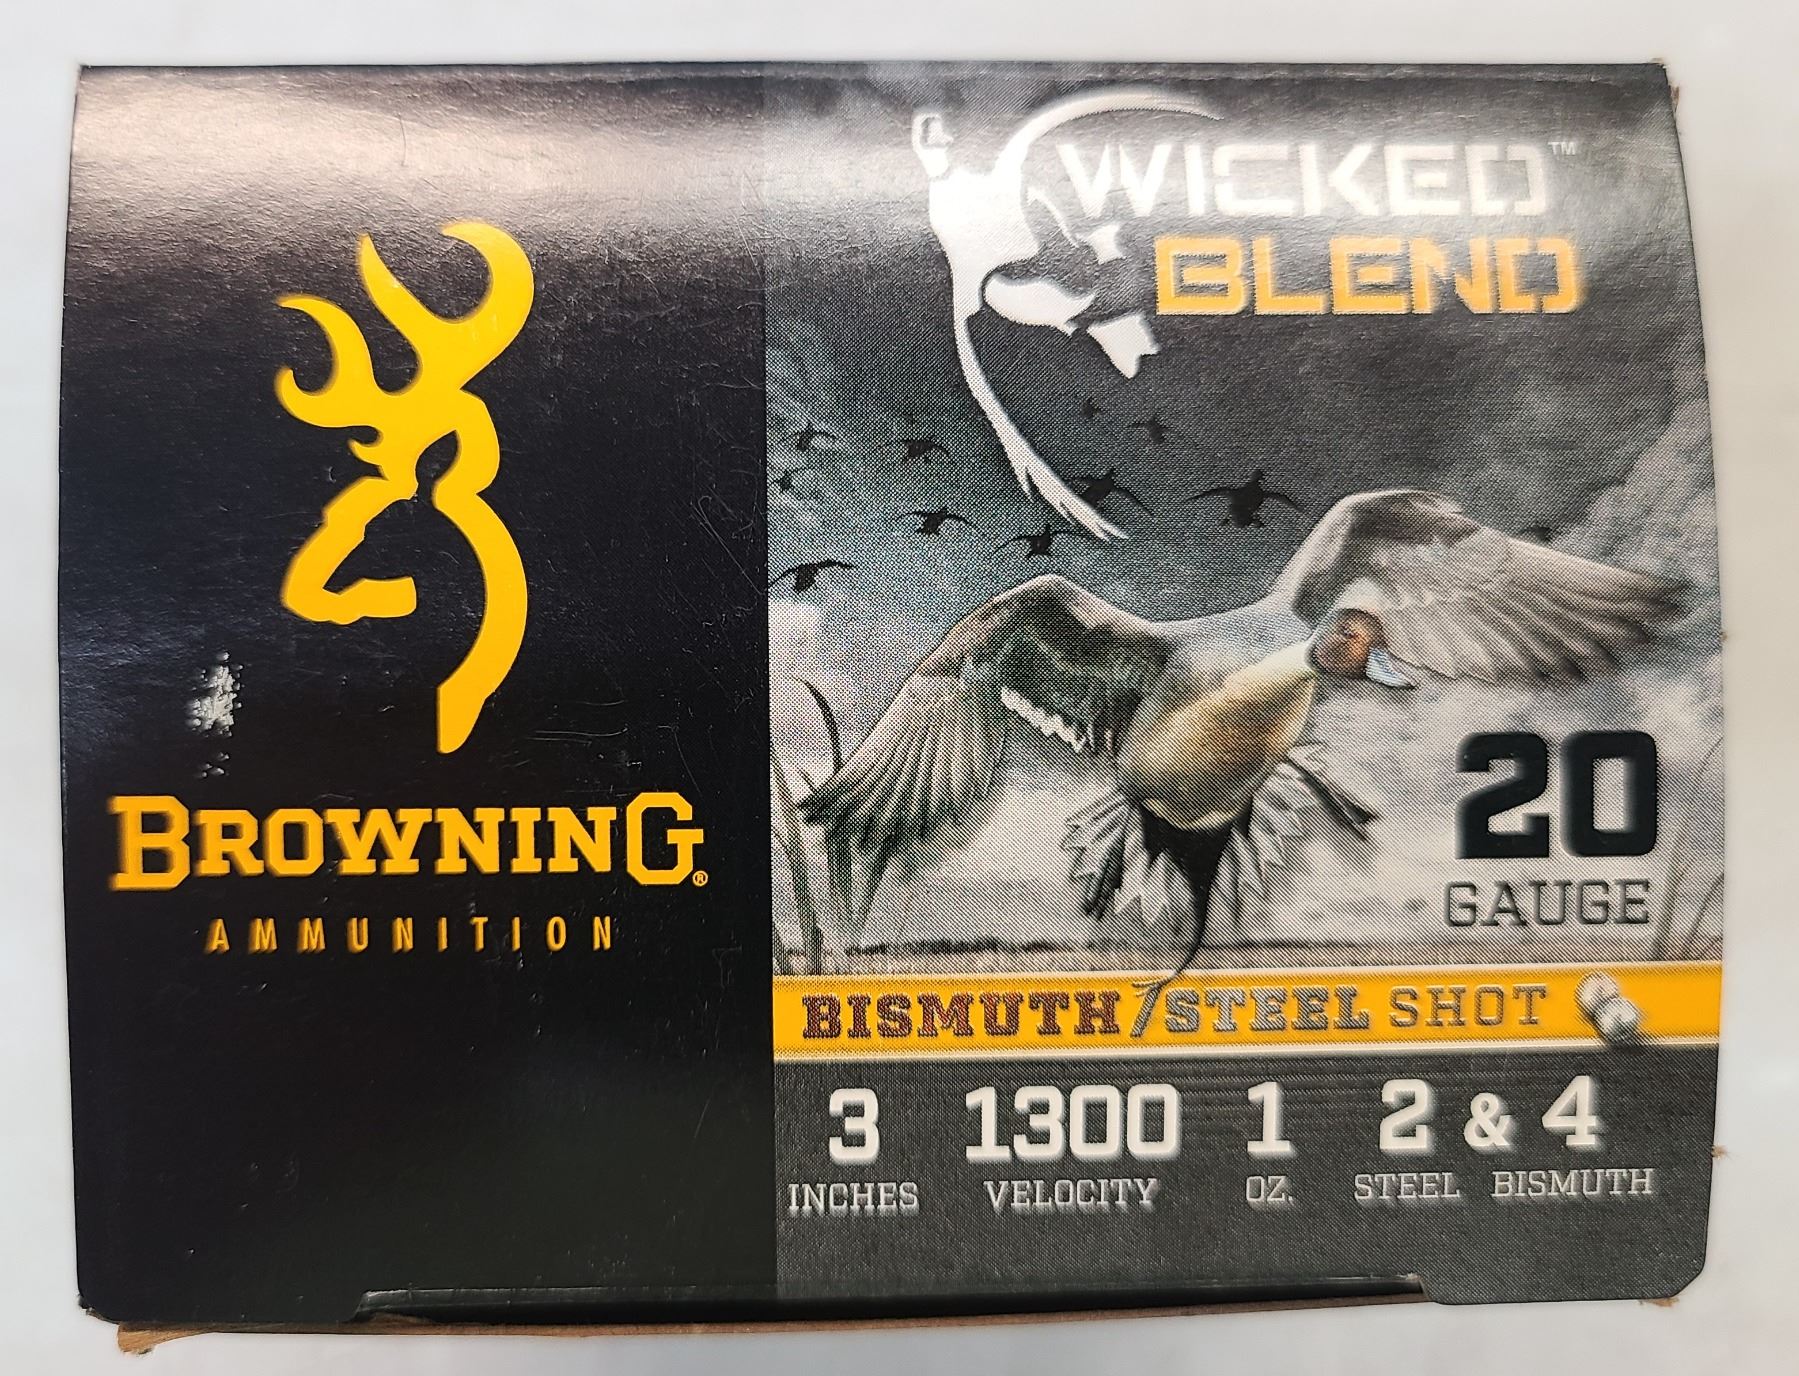 BROWNING®
AMMUNITION
WICKED™
BLEND
20
GAUGE
BISMUTH/STEEL SHOT
3 1300 1 2 & 4
INCHES VELOCITY OZ. STEEL BISMUTH